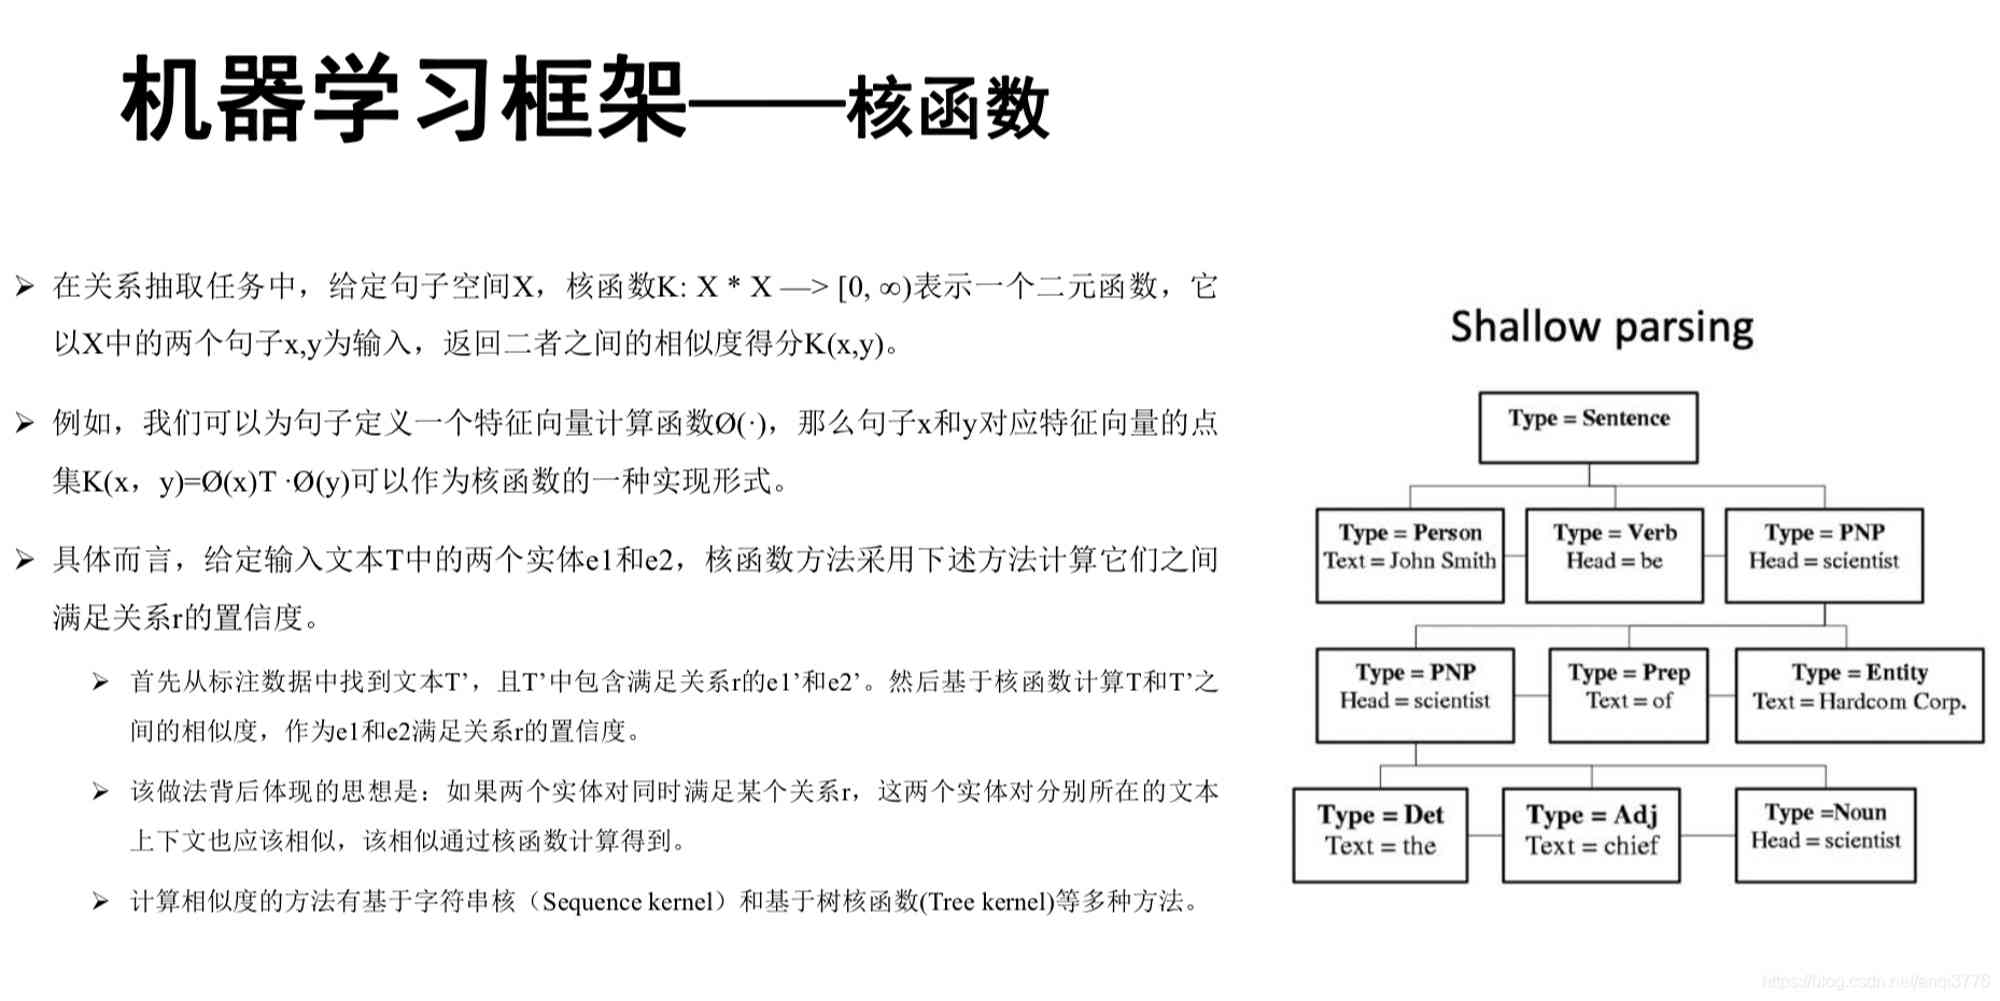 机器学习框架——核函数
➢ 在关系抽取任务中，给定句子空间X，核函数K: X * X —> [0, ∞)表示一个二元函数，它
以X中的两个句子x,y为输入，返回二者之间的相似度得分K(x,y)。
➢ 例如，我们可以为句子定义一个特征向量计算函数Ø(·)，那么句子x和y对应特征向量的点
集K(x，y)=Ø(x)T ·Ø(y)可以作为核函数的一种实现形式。
➢ 具体而言，给定输入文本T中的两个实体e1和e2，核函数方法采用下述方法计算它们之间
满足关系r的置信度。
➢ 首先从标注数据中找到文本T’，且T’中包含满足关系r的e1’和e2’。然后基于核函数计算T和T’之
间的相似度，作为e1和e2满足关系r的置信度。
➢ 该做法背后体现的思想是：如果两个实体对同时满足某个关系r，这两个实体对分别所在的文本
上下文也应该相似，该相似通过核函数计算得到。
➢ 计算相似度的方法有基于字符串核（Sequence kernel）和基于树核函数(Tree kernel)等多种方法。
Shallow parsing
Type = Sentence
Type = Person
Text = John Smith
Type = Verb
Head = be
Type = PNP
Head = scientist
Type = PNP
Head = scientist
Type = Prep
Text = of
Type = Entity
Text = Hardcom Corp.
Type = Det
Text = the
Type = Adj
Text = chief
Type =Noun
Head = scientist
https://blog.csdn.net/enqi3776